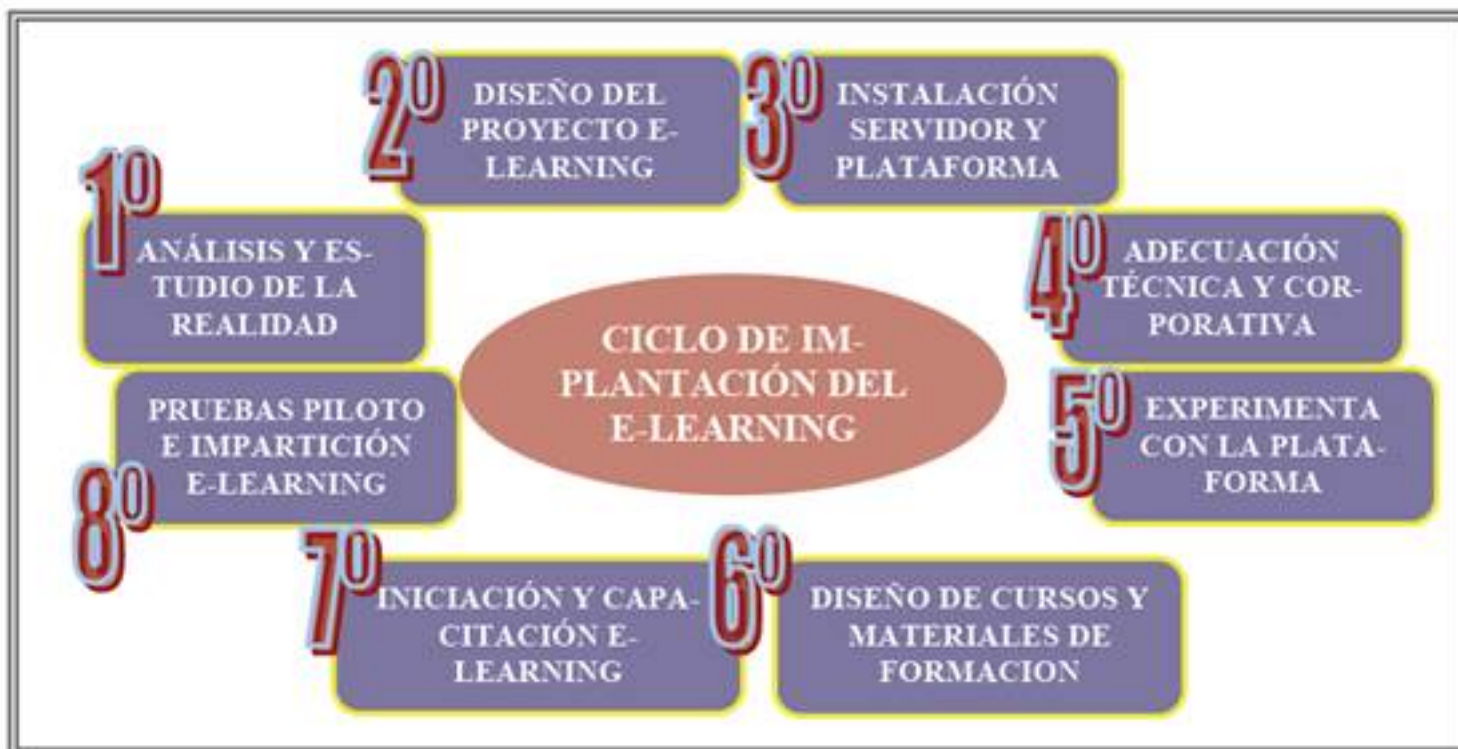 1º
ANÁLISIS Y ES-
TUDIO DE LA
REALIDAD
2º
DISEÑO DEL
PROYECTO E-
LEARNING
3º
INSTALACIÓN
SERVIDOR Y
PLATAFORMA
4º
ADECUACIÓN
TÉCNICA Y COR-
PORATIVA
5º
EXPERIMENTA
CON LA PLATA-
FORMA
6º
DISEÑO DE CURSOS Y
MATERIALES DE
FORMACION
7º
INICIACIÓN Y CAPA-
CITACIÓN E-
LEARNING
8º
PRUEBAS PILOTO
E IMPARTICIÓN
E-LEARNING
CICLO DE IM-
PLANTACIÓN DEL
E-LEARNING